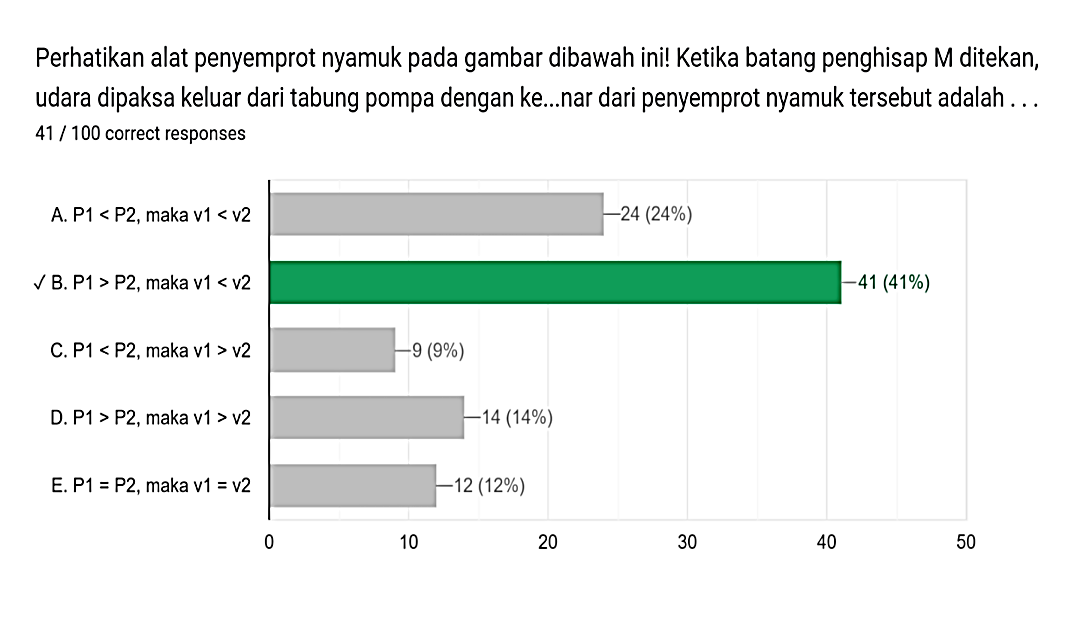 Perhatikan alat penyemprot nyamuk pada gambar dibawah ini! Ketika batang penghisap M ditekan,
udara dipaksa keluar dari tabung pompa dengan ke...nar dari penyemprot nyamuk tersebut adalah . . .
41 / 100 correct responses
A. P1 < P2, maka v1 < v2
24 (24%)
✓ B. P1 > P2, maka v1 < v2
41 (41%)
C. P1 < P2, maka v1 > v2
9 (9%)
D. P1 > P2, maka v1 > v2
14 (14%)
E. P1 = P2, maka v1 = v2
12 (12%)
0 10 20 30 40 50